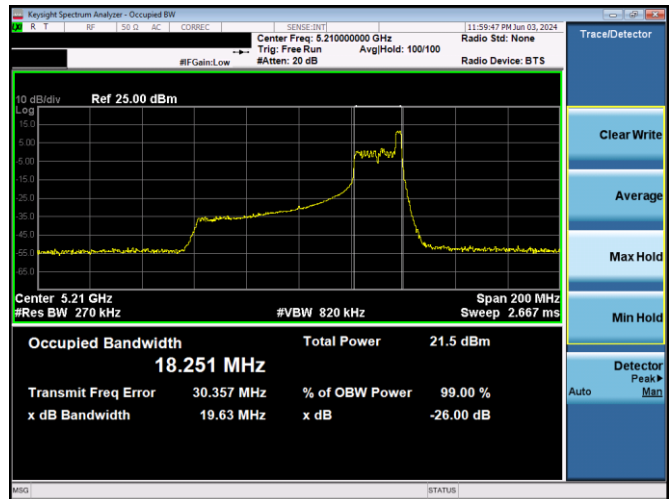 Keysight Spectrum Analyzer - Occupied BW
R T RF 50 Ω AC CORREC SENSE:INT 11:59:47 PM Jun 03, 2024
Center Freq: 5.210000000 GHz Radio Std: None
Trig: Free Run Avg|Hold: 100/100
#IFGain:Low #Atten: 20 dB Radio Device: BTS
Trace/Detector
10 dB/div Ref 25.00 dBm
Log
15.0
5.00
-5.00
-15.0
-25.0
-35.0
-45.0
-55.0
-65.0
Center 5.21 GHz Span 200 MHz
#Res BW 270 kHz #VBW 820 kHz Sweep 2.667 ms
Occupied Bandwidth Total Power 21.5 dBm
18.251 MHz
Transmit Freq Error 30.357 MHz % of OBW Power 99.00 %
x dB Bandwidth 19.63 MHz x dB -26.00 dB
Clear Write
Average
Max Hold
Min Hold
Detector
Peak▶
Auto Man
MSG STATUS